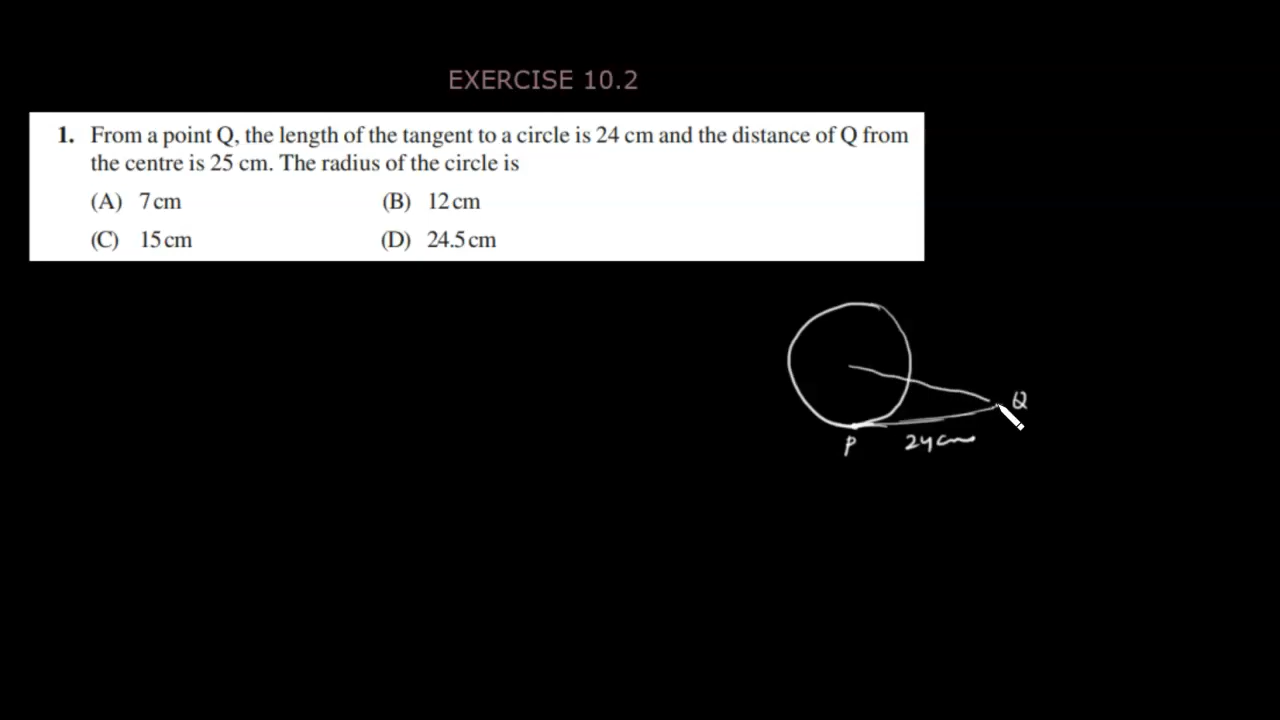 EXERCISE 10.2
1. From a point Q, the length of the tangent to a circle is 24 cm and the distance of Q from
the centre is 25 cm. The radius of the circle is
(A) 7 cm (B) 12 cm
(C) 15 cm (D) 24.5 cm
Q
P 24cm